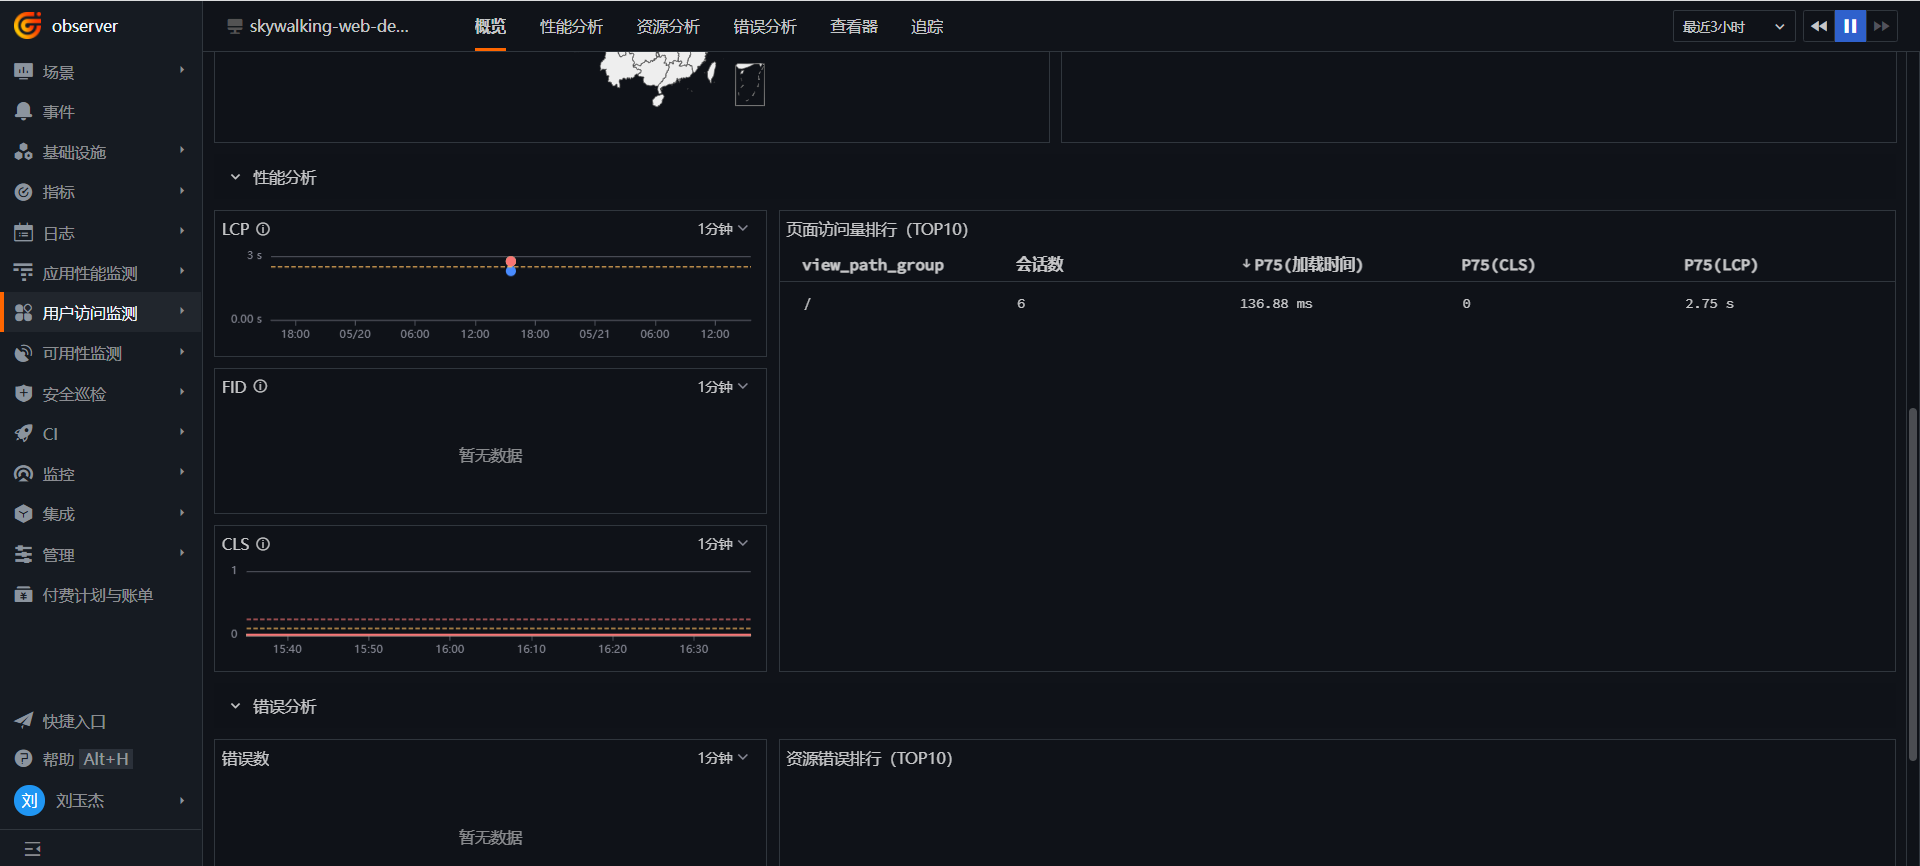 observer
skywalking-web-de...
概览
性能分析
资源分析
错误分析
查看器
追踪
最近3小时
场景
事件
基础设施
指标
日志
应用性能监测
用户访问监测
可用性监测
安全巡检
CI
监控
集成
管理
付费计划与账单
快捷入口
帮助 Alt+H
刘 刘玉杰
性能分析
LCP
1分钟
3 s
0.00 s
18:00 05/20 06:00 12:00 18:00 05/21 06:00 12:00
页面访问量排行（TOP10）
view_path_group 会话数 P75(加载时间) P75(CLS) P75(LCP)
/ 6 136.88 ms 0 2.75 s
FID
1分钟
暂无数据
CLS
1分钟
1
0
15:40 15:50 16:00 16:10 16:20 16:30
错误分析
错误数
1分钟
暂无数据
资源错误排行（TOP10）